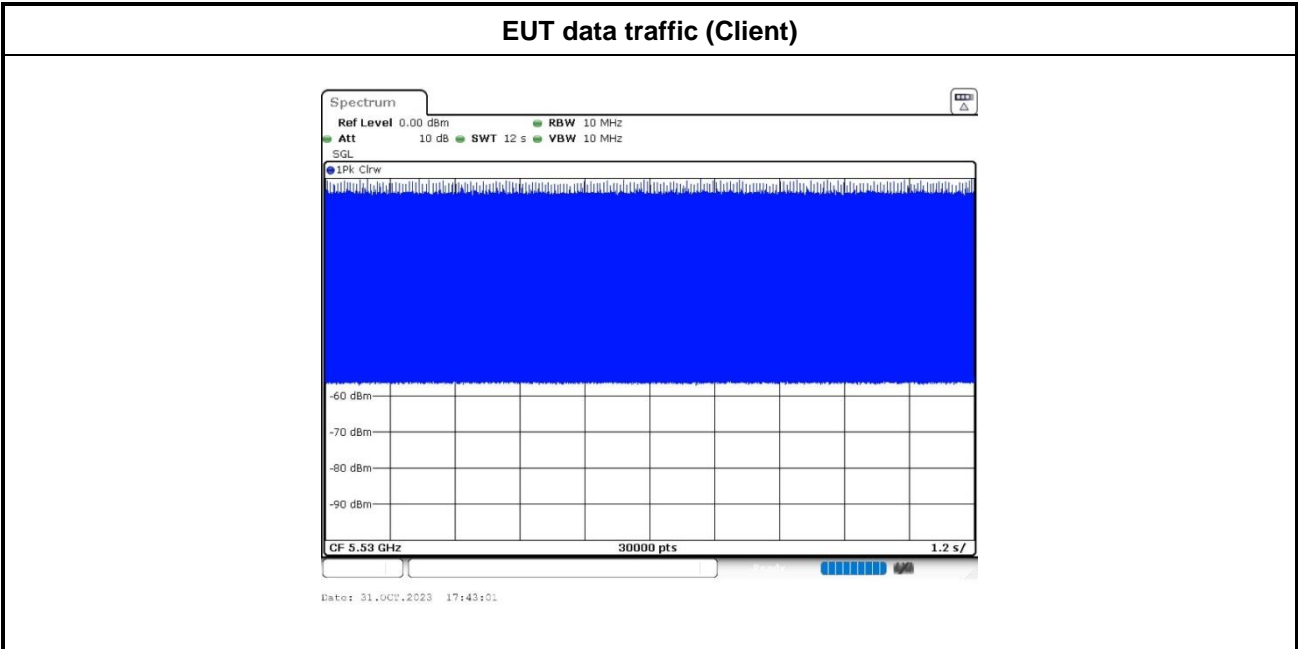 EUT data traffic (Client)
Spectrum
Ref Level 0.00 dBm RBW 10 MHz
Att 10 dB SWT 12 s VBW 10 MHz
SGL
1Pk Clrw
-60 dBm
-70 dBm
-80 dBm
-90 dBm
CF 5.53 GHz 30000 pts 1.2 s/
Date: 31.OCT.2023 17:43:01